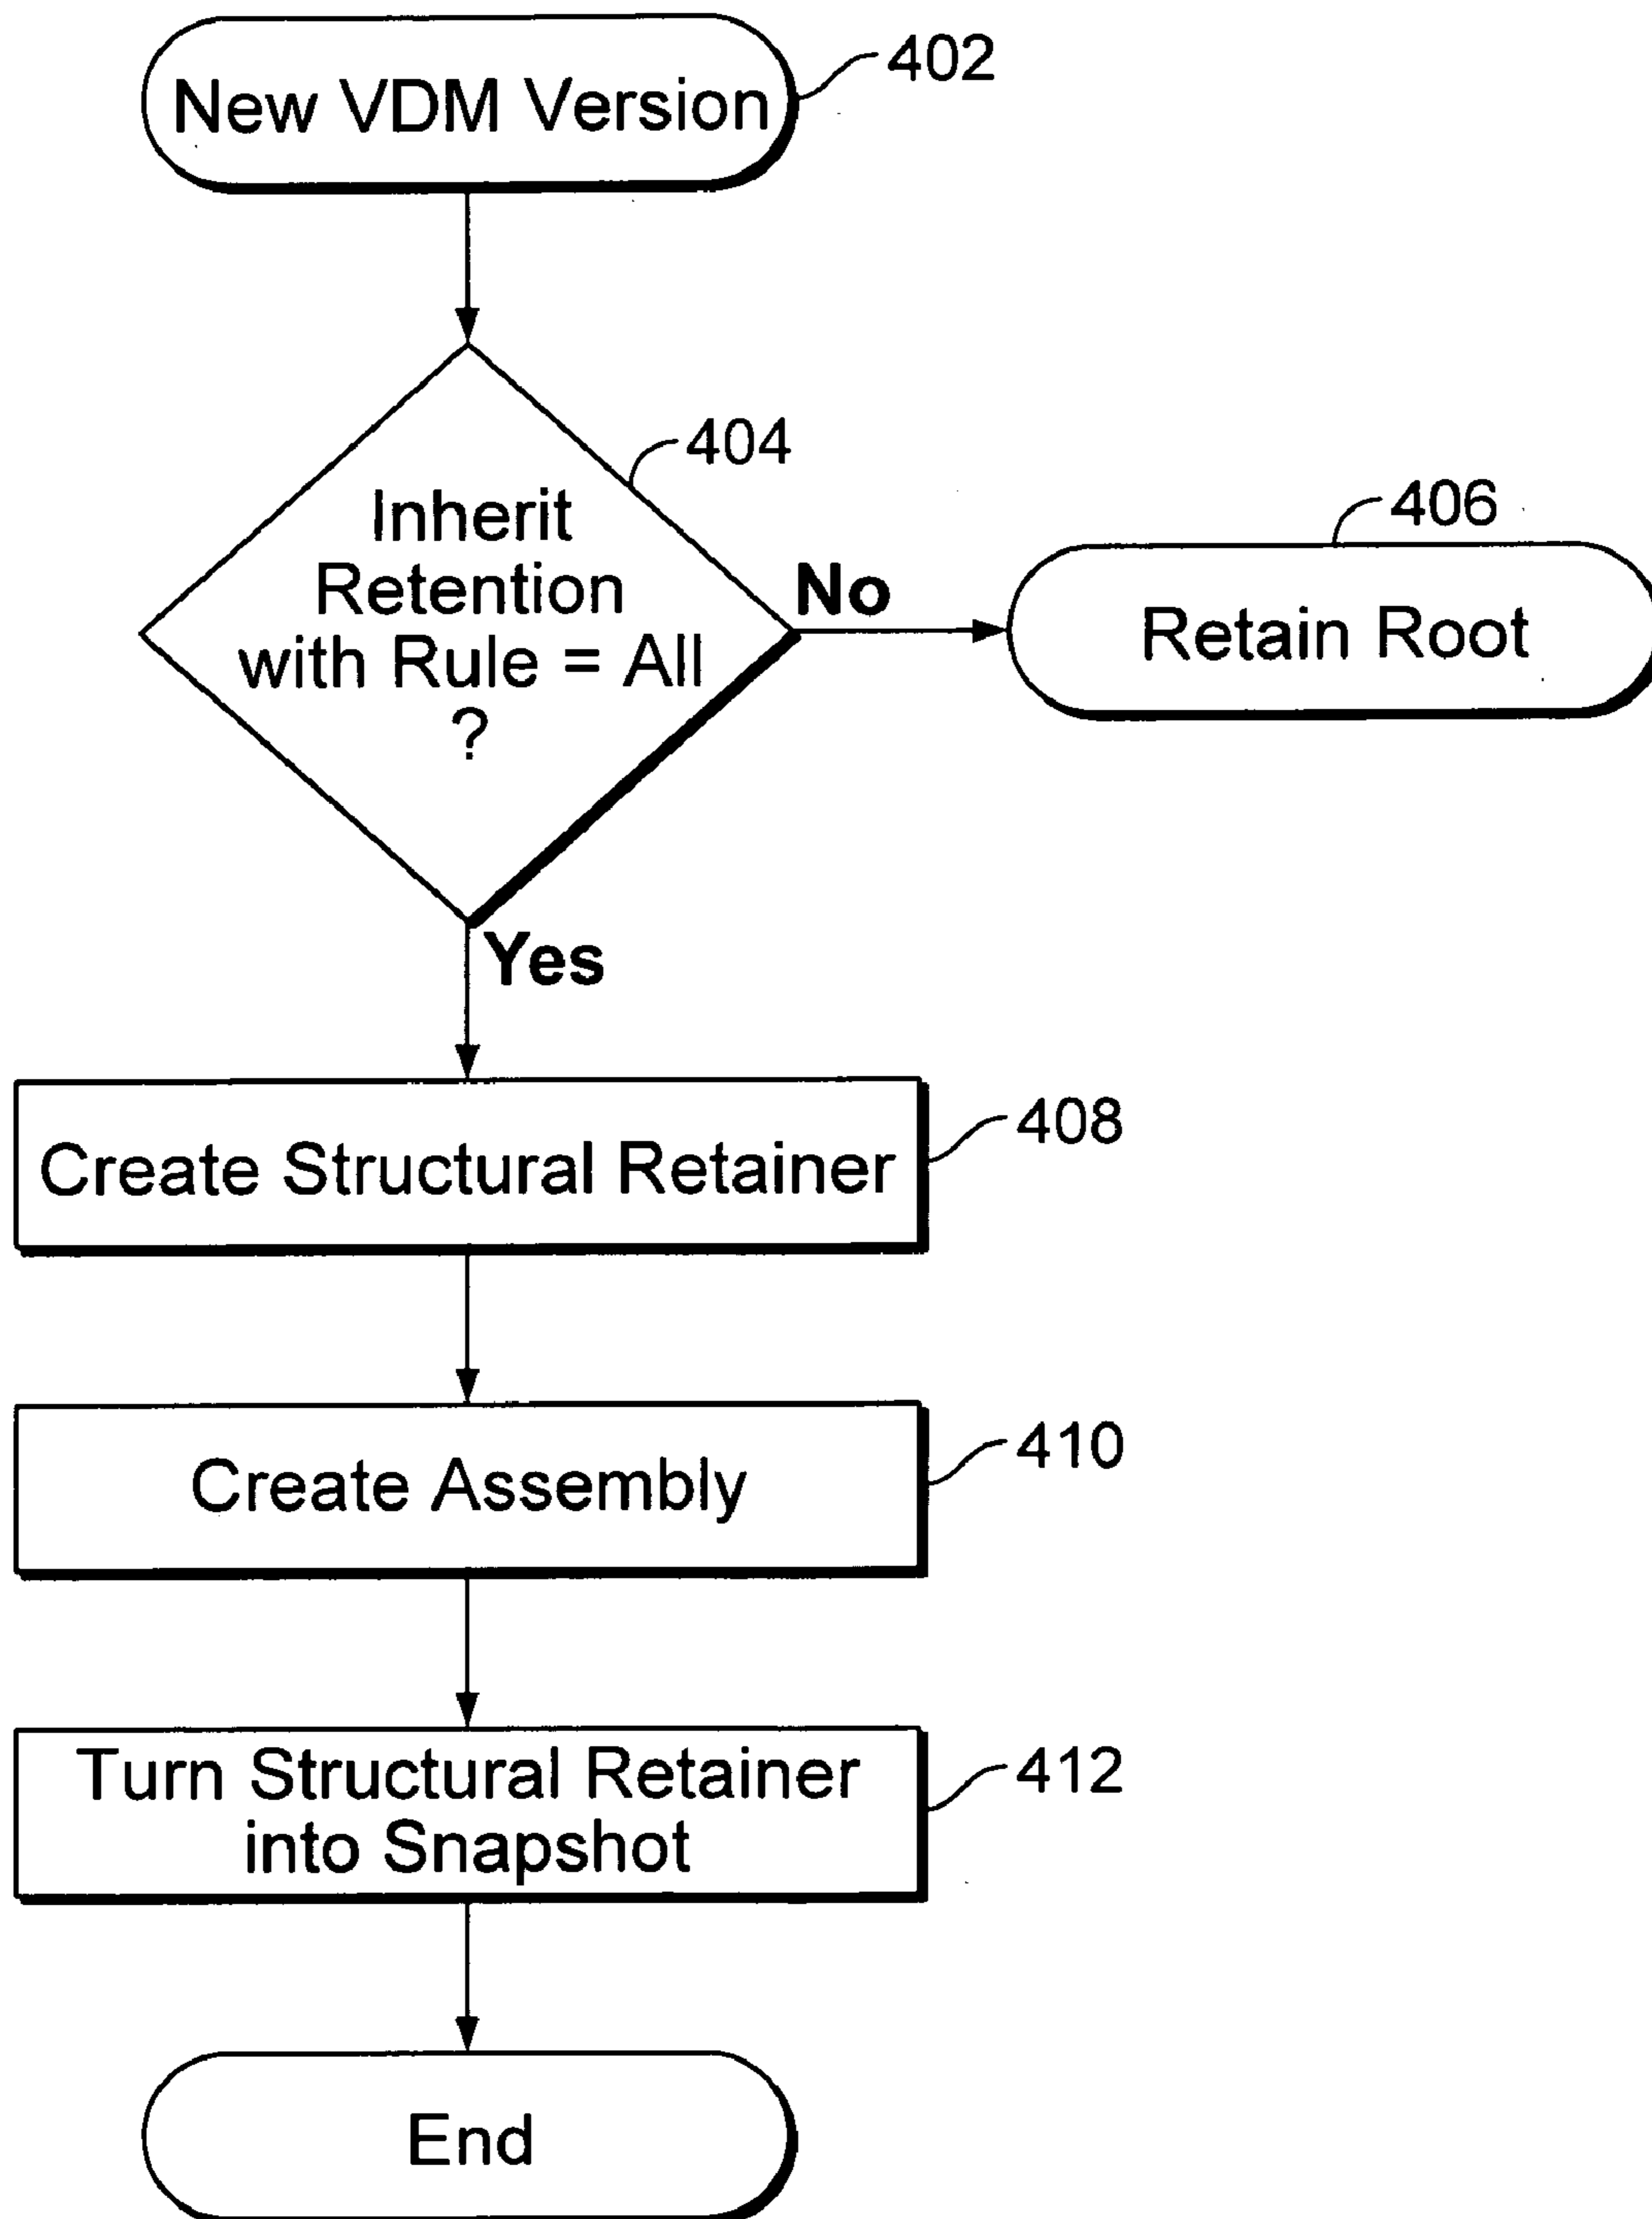 New VDM Version
402
Inherit
Retention
with Rule = All
?
404
No
Retain Root
406
Yes
Create Structural Retainer
408
Create Assembly
410
Turn Structural Retainer
into Snapshot
412
End